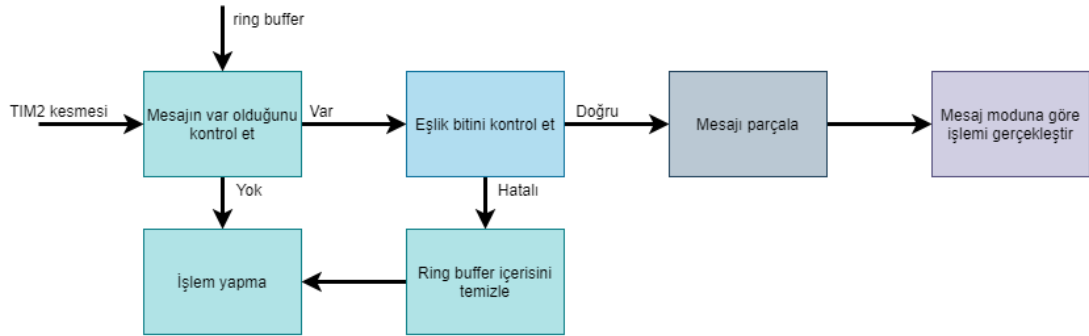 ring buffer
TIM2 kesmesi
Mesajın var olduğunu
kontrol et
Var
Eşlik bitini kontrol et
Doğru
Mesajı parçala
Mesaj moduna göre
işlemi gerçekleştir
Yok
Hatalı
İşlem yapma
Ring buffer içerisini
temizle